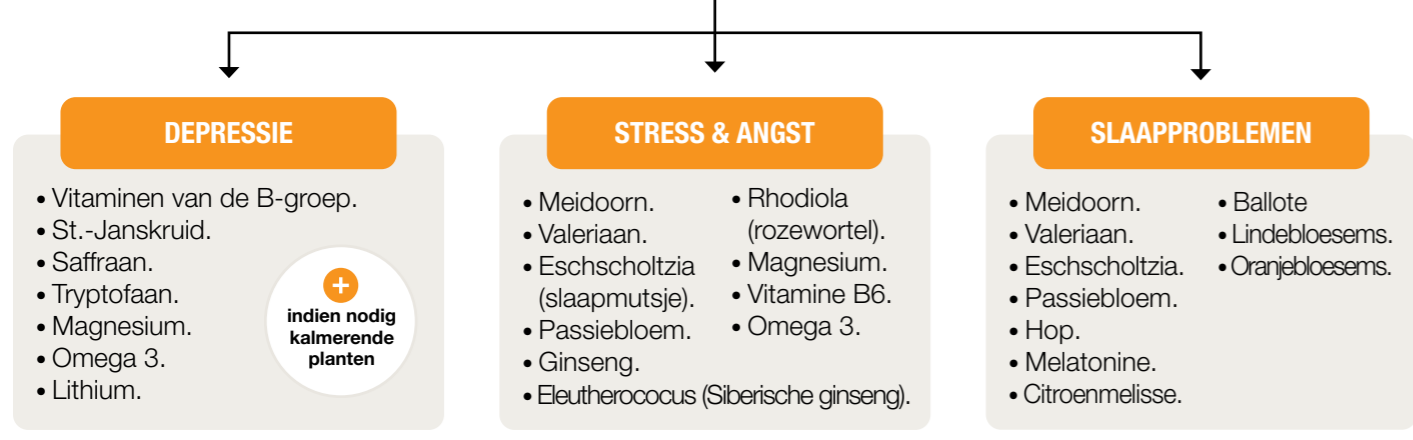 DEPRESSIE
• Vitaminen van de B-groep.
• St.-Janskruid.
• Saffraan.
• Tryptofaan.
• Magnesium.
• Omega 3.
• Lithium.
+
indien nodig
kalmerende
planten
STRESS & ANGST
• Meidoorn.
• Valeriaan.
• Eschscholtzia
(slaapmutsje).
• Passiebloem.
• Ginseng.
• Eleutherococus (Siberische ginseng).
• Rhodiola
(rozewortel).
• Magnesium.
• Vitamine B6.
• Omega 3.
SLAAPPROBLEMEN
• Meidoorn.
• Valeriaan.
• Eschscholtzia.
• Passiebloem.
• Hop.
• Melatonine.
• Citroenmelisse.
• Ballote
• Lindebloesems.
• Oranjebloesems.